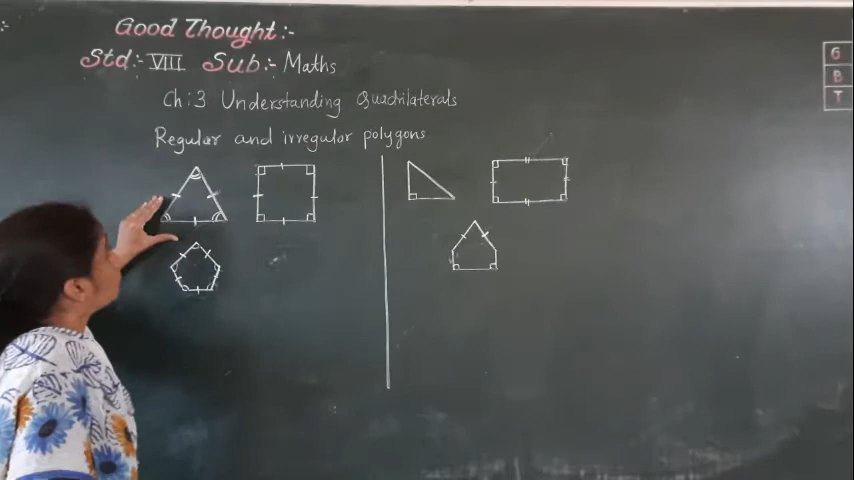 Good Thought:-
Std:- VIII Sub:- Maths
Ch:3 Understanding Quadrilaterals
Regular and irregular polygons
G
B
T